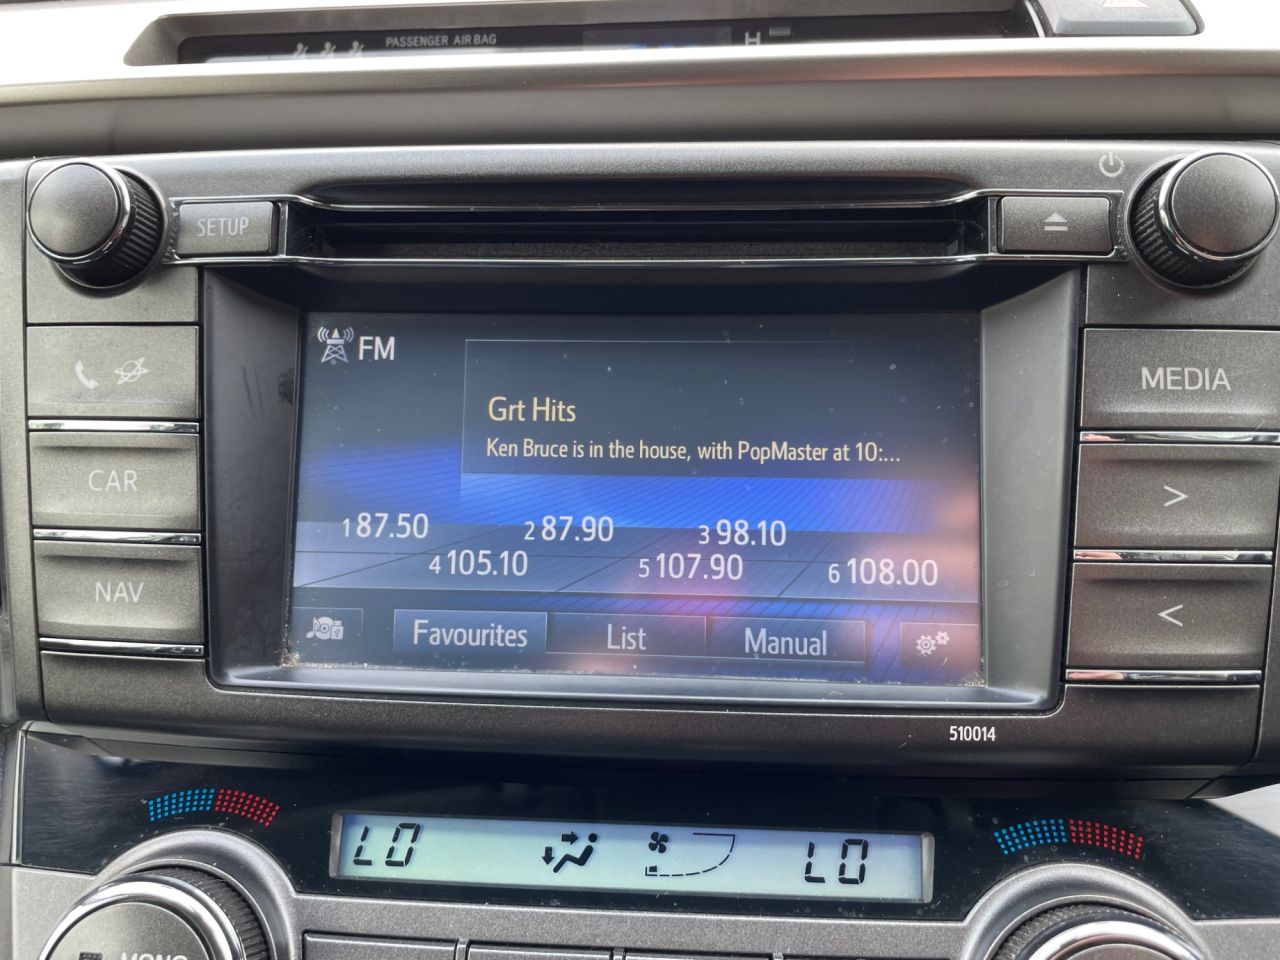 PASSENGER AIRBAG
H
SETUP
MEDIA
CAR
NAV
>
<
FM
Grt Hits
Ken Bruce is in the house, with PopMaster at 10:...
1 87.50 2 87.90 3 98.10
4 105.10 5 107.90 6 108.00
Favourites List Manual
510014
LO LO
MONO